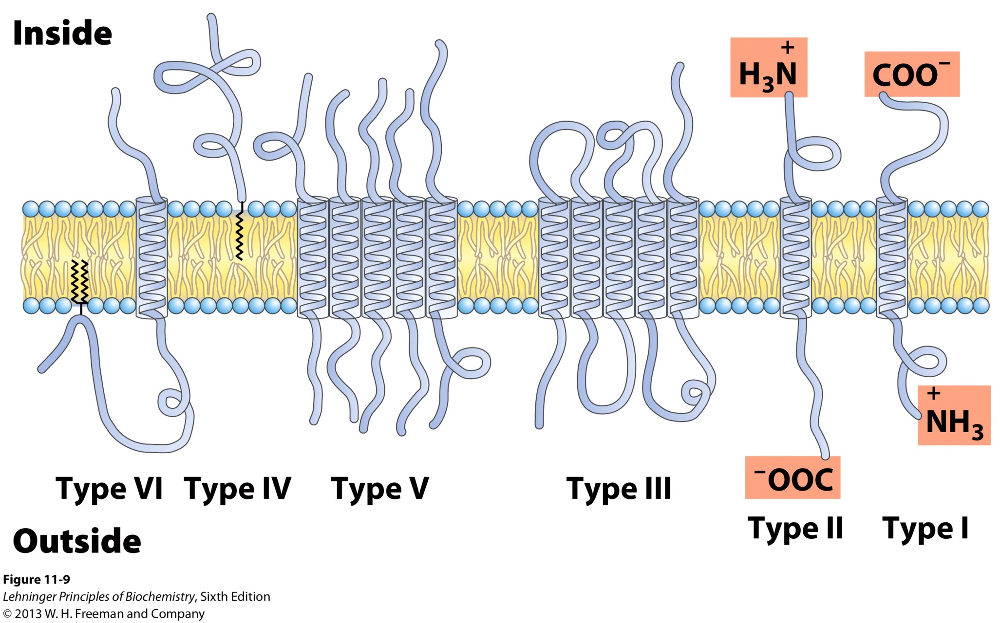 Inside
+
H₃N
COO⁻
+
NH₃
⁻OOC
Type VI
Type IV
Type V
Type III
Type II
Type I
Outside
Figure 11-9
Lehninger Principles of Biochemistry, Sixth Edition
© 2013 W. H. Freeman and Company